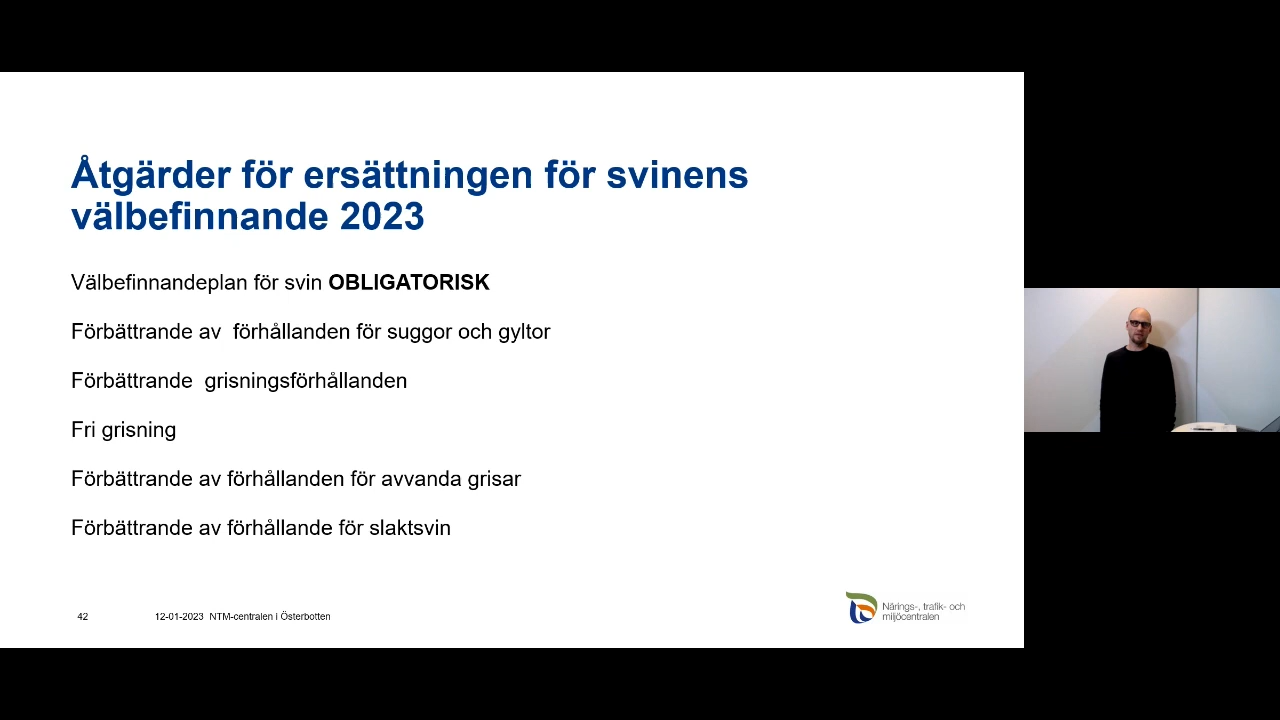 Åtgärder för ersättningen för svinens
välbefinnande 2023
Välbefinnandeplan för svin OBLIGATORISK
Förbättrande av  förhållanden för suggor och gyltor
Förbättrande  grisningsförhållanden
Fri grisning
Förbättrande av förhållanden för avvanda grisar
Förbättrande av förhållande för slaktsvin
42
12-01-2023  NTM-centralen i Österbotten
Närings-, trafik- och
miljöcentralen